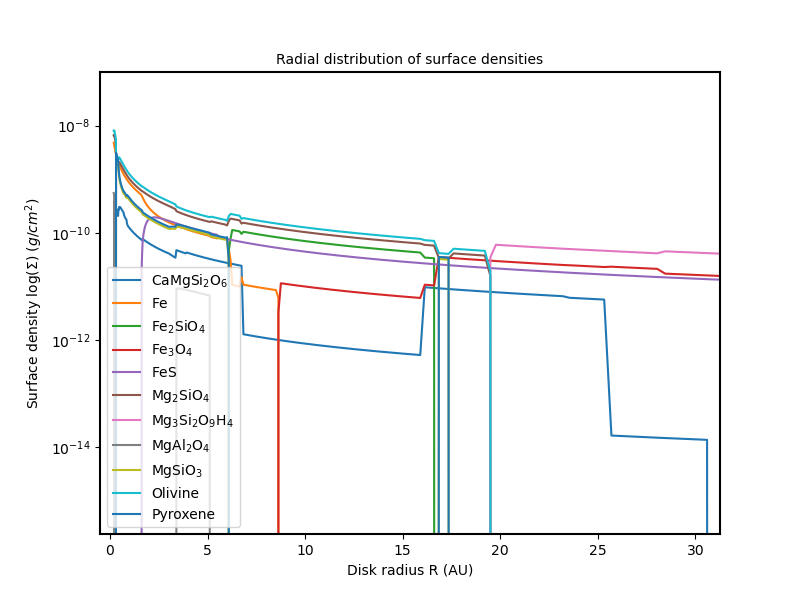 Radial distribution of surface densities
Surface density log(Σ) (g/cm²)
10⁻⁸
10⁻¹⁰
10⁻¹²
10⁻¹⁴
CaMgSi₂O₆
Fe
Fe₂SiO₄
Fe₃O₄
FeS
Mg₂SiO₄
Mg₃Si₂O₉H₄
MgAl₂O₄
MgSiO₃
Olivine
Pyroxene
0 5 10 15 20 25 30
Disk radius R (AU)